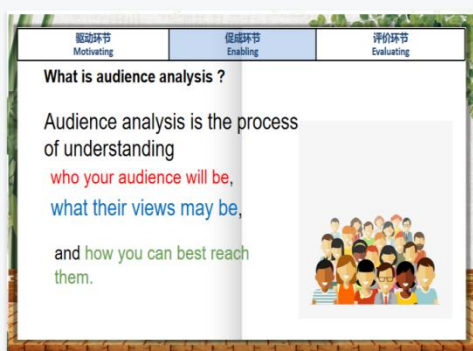 驱动环节 促成环节 评价环节
Motivating Enabling Evaluating
What is audience analysis ?
Audience analysis is the process
of understanding
who your audience will be,
what their views may be,
and how you can best reach
them.